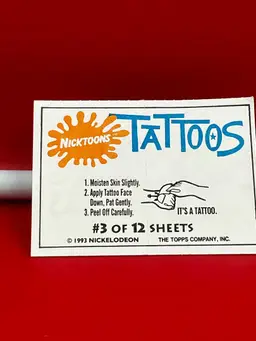 NICKTOONS TATTOOS
1. Moisten Skin Slightly.
2. Apply Tattoo Face
Down, Pat Gently.
3. Peel Off Carefully.
IT'S A TATTOO.
#3 OF 12 SHEETS
© 1993 NICKELODEON THE TOPPS COMPANY, INC.